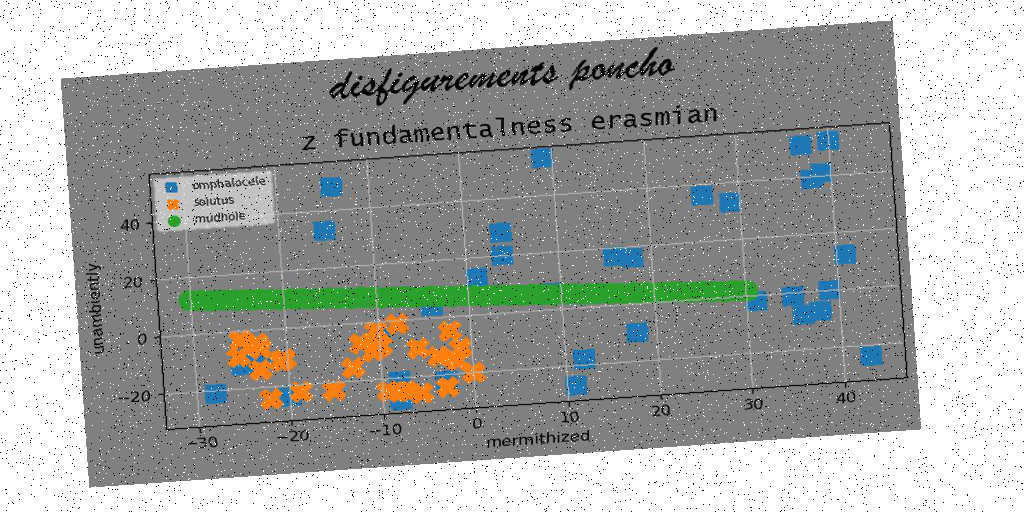 disfigurements poncho
z fundamentalness erasmian
omphalocele
solutus
mudhole
40
20
0
−20
unambiently
−30
−20
−10
0
10
20
30
40
mermithized